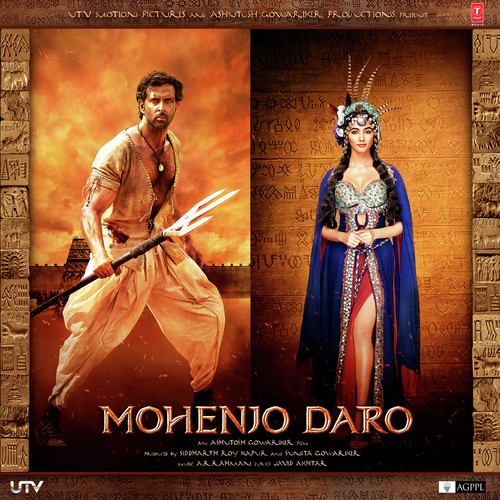 UTV MOTION PICTURES AND ASHUTOSH GOWARIKER PRODUCTIONS PRESENT
T
MOHENJO DARO
AN ASHUTOSH GOWARIKER FILM
PRODUCED BY SIDDHARTH ROY KAPUR AND SUNITA GOWARIKER
MUSIC A.R.RAHMAN LYRICS JAVED AKHTAR
UTV
AGPPL